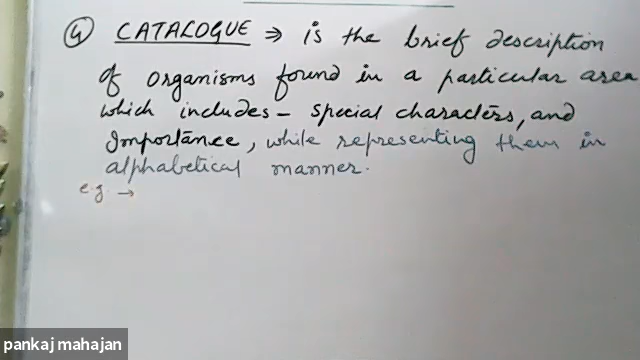 ④ CATALOGUE ⇒ is the brief description
of organisms found in a particular area
which includes - special characters, and
Importance, while representing them in
alphabetical manner.
e.g. →
pankaj mahajan